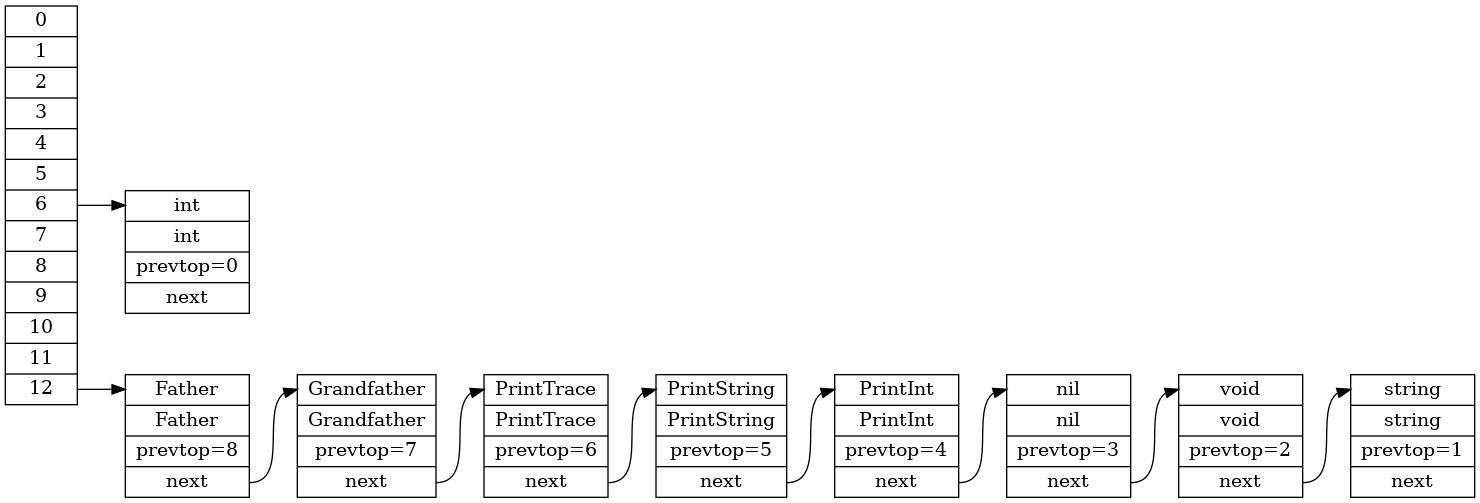 0
1
2
3
4
5
6
7
8
9
10
11
12
int
int
prevtop=0
next
Father
Father
prevtop=8
next
Grandfather
Grandfather
prevtop=7
next
PrintTrace
PrintTrace
prevtop=6
next
PrintString
PrintString
prevtop=5
next
PrintInt
PrintInt
prevtop=4
next
nil
nil
prevtop=3
next
void
void
prevtop=2
next
string
string
prevtop=1
next